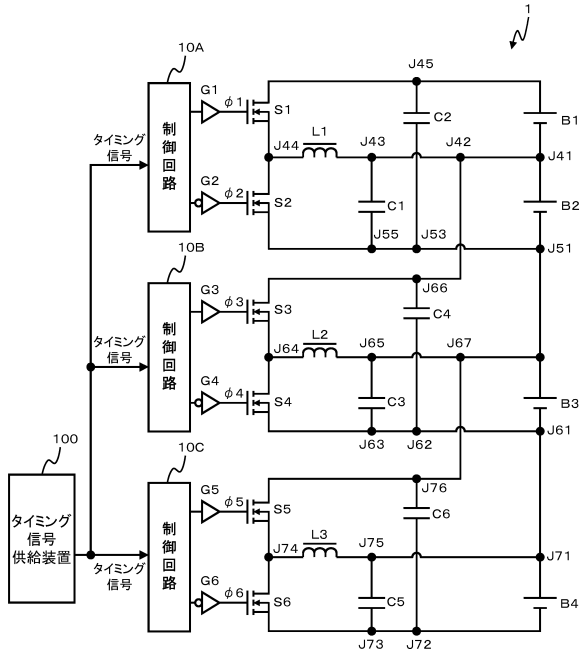 1
10A
J45
G1
φ1
S1
C2
B1
制御回路
タイミング
信号
J44
L1
J43
J42
J41
G2
φ2
S2
C1
B2
J55
J53
J51
10B
G3
φ3
S3
J66
C4
制御回路
タイミング
信号
J64
L2
J65
J67
G4
φ4
S4
C3
B3
J63
J62
J61
100
10C
G5
φ5
S5
J76
C6
タイミング
信号
供給装置
制御回路
J74
L3
J75
J71
タイミング
信号
G6
φ6
S6
C5
B4
J73
J72